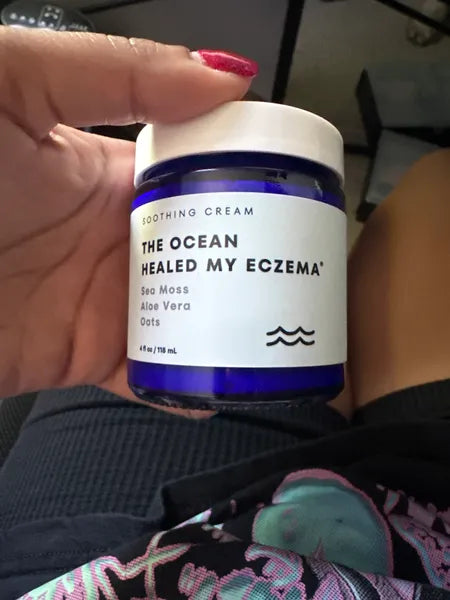 SOOTHING CREAM
THE OCEAN
HEALED MY ECZEMA®
Sea Moss
Aloe Vera
Oats
4 fl oz / 118 mL